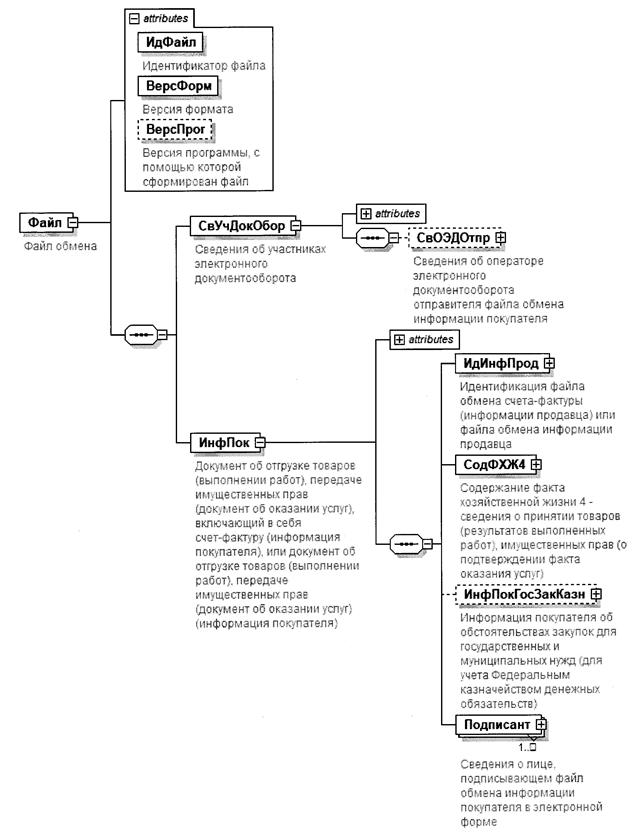 attributes
ИдФайл
Идентификатор файла
ВерсФорм
Версия формата
ВерсПрог
Версия программы, с
помощью которой
сформирован файл
Файл
Файл обмена
СвУчДокОбор
Сведения об участниках
электронного
документооборота
attributes
СвОЭДОтпр
Сведения об операторе
электронного
документооборота
отправителя файла обмена
информации покупателя
ИнфПок
Документ об отгрузке товаров
(выполнении работ), передаче
имущественных прав
(документ об оказании услуг),
включающий в себя
счет-фактуру (информация
покупателя), или документ об
отгрузке товаров (выполнении
работ), передаче
имущественных прав
(документ об оказании услуг)
(информация покупателя)
attributes
ИдИнфПрод
Идентификация файла
обмена счета-фактуры
(информации продавца) или
файла обмена информации
продавца
СодФХЖ4
Содержание факта
хозяйственной жизни 4 -
сведения о принятии товаров
(результатов выполненных
работ), имущественных прав (о
подтверждении факта
оказания услуг)
ИнфПокГосЗакКазн
Информация покупателя об
обстоятельствах закупок для
государственных и
муниципальных нужд (для
учета Федеральным
казначейством денежных
обязательств)
Подписант
1..
Сведения о лице,
подписывающем файл
обмена информации
покупателя в электронной
форме